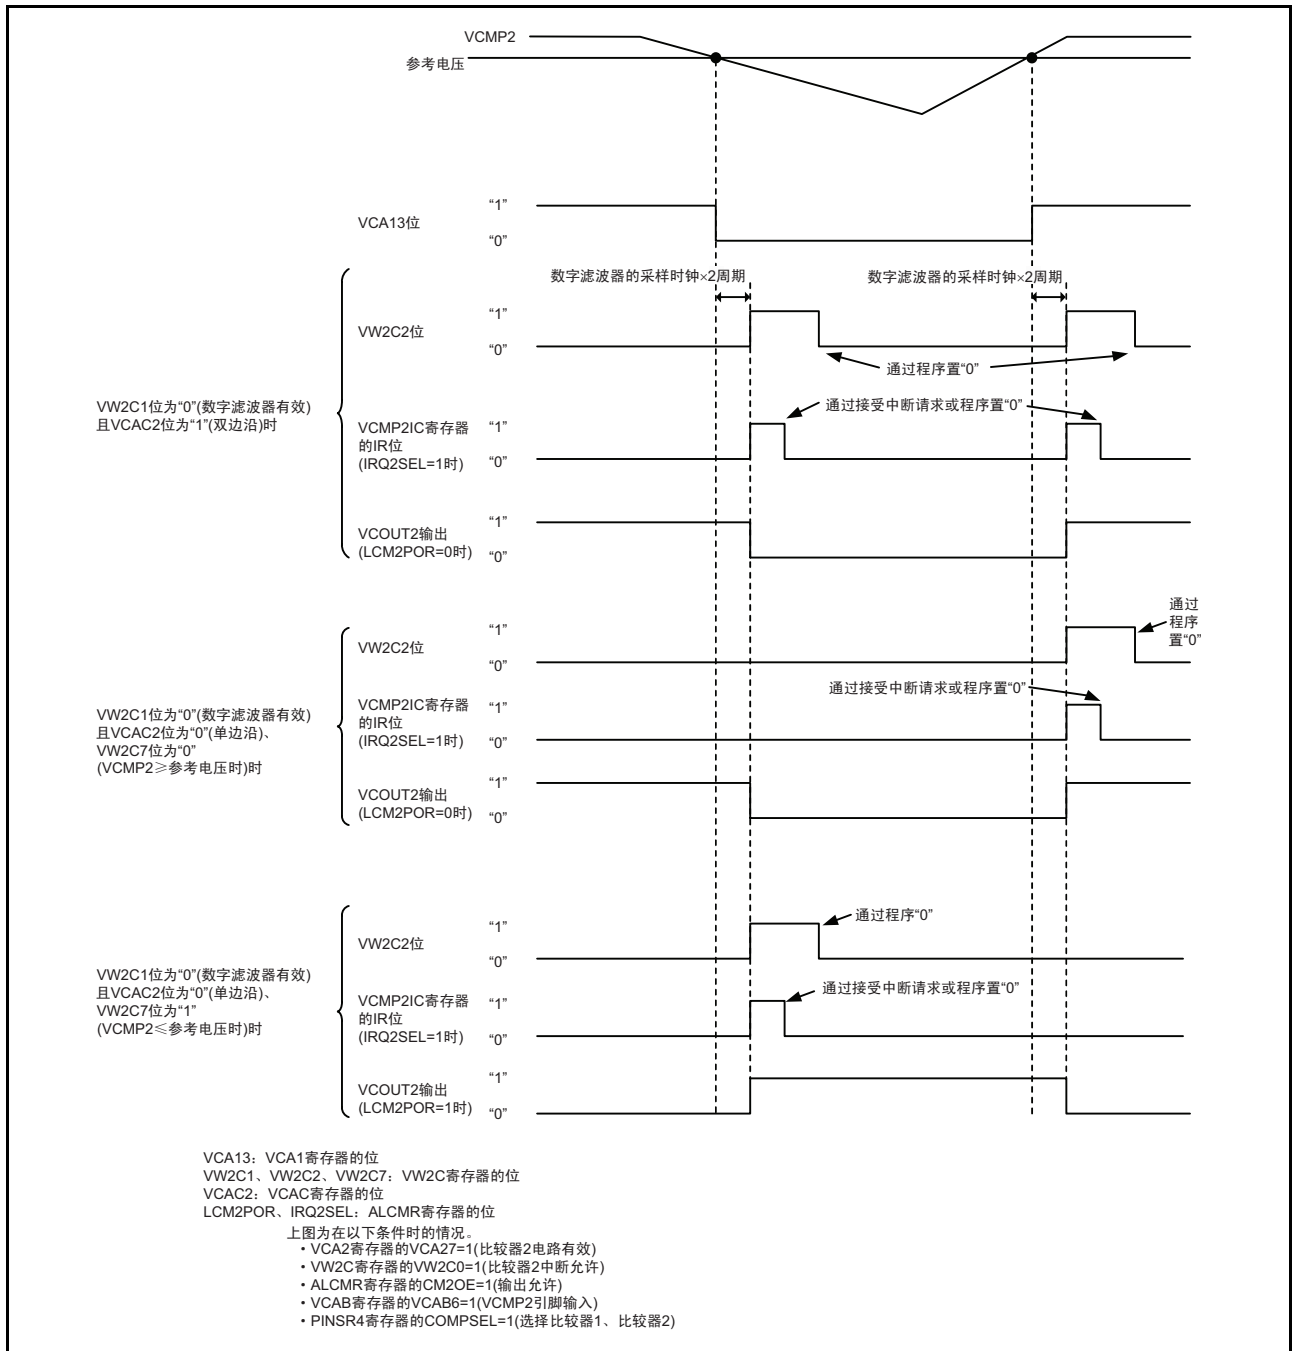 VCMP2
参考电压
VCA13位
“1”
“0”
数字滤波器的采样时钟×2周期
数字滤波器的采样时钟×2周期
VW2C1位为“0”(数字滤波器有效)
且VCAC2位为“1”(双边沿)时
VW2C2位
“1”
“0”
通过程序置“0”
通过接受中断请求或程序置“0”
VCMP2IC寄存器
的IR位
(IRQ2SEL=1时)
“1”
“0”
VCOUT2输出
(LCM2POR=0时)
“1”
“0”
VW2C1位为“0”(数字滤波器有效)
且VCAC2位为“0”(单边沿)、
VW2C7位为“0”
(VCMP2≥参考电压时)时
VW2C2位
“1”
“0”
通过
程序
置“0”
通过接受中断请求或程序置“0”
VCMP2IC寄存器
的IR位
(IRQ2SEL=1时)
“1”
“0”
VCOUT2输出
(LCM2POR=0时)
“1”
“0”
VW2C1位为“0”(数字滤波器有效)
且VCAC2位为“0”(单边沿)、
VW2C7位为“1”
(VCMP2≤参考电压时)时
VW2C2位
“1”
“0”
通过程序“0”
通过接受中断请求或程序置“0”
VCMP2IC寄存器
的IR位
(IRQ2SEL=1时)
“1”
“0”
VCOUT2输出
(LCM2POR=1时)
“1”
“0”
VCA13：VCA1寄存器的位
VW2C1、VW2C2、VW2C7：VW2C寄存器的位
VCAC2：VCAC寄存器的位
LCM2POR、IRQ2SEL：ALCMR寄存器的位
上图为在以下条件时的情况。
・VCA2寄存器的VCA27=1(比较器2电路有效)
・VW2C寄存器的VW2C0=1(比较器2中断允许)
・ALCMR寄存器的CM2OE=1(输出允许)
・VCAB寄存器的VCAB6=1(VCMP2引脚输入)
・PINSR4寄存器的COMPSEL=1(选择比较器1、比较器2)